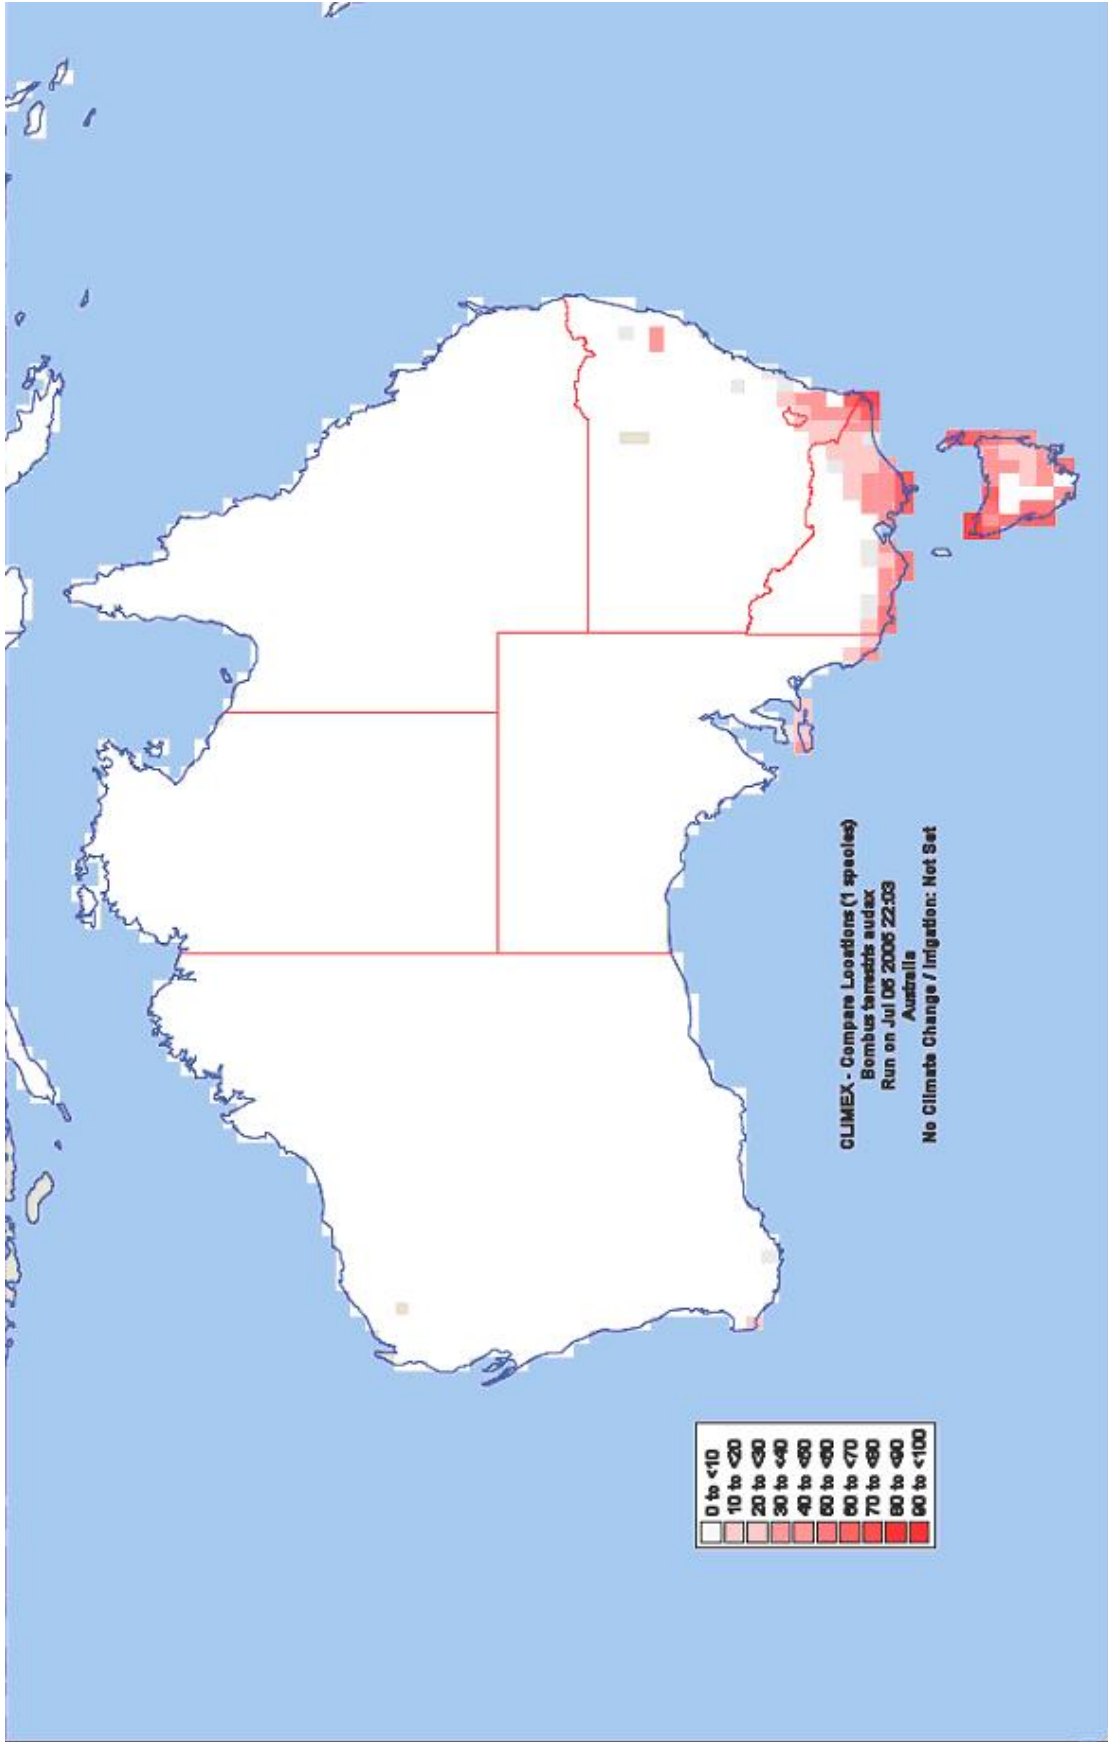 CLIMEX - Compare Locations (1 species)
Bombus terrestris audax
Run on Jul 05 2005 22:03
Australia
No Climate Change / Irrigation: Not Set
0 to <10
10 to <20
20 to <30
30 to <40
40 to <50
50 to <60
60 to <70
70 to <80
80 to <90
90 to <100